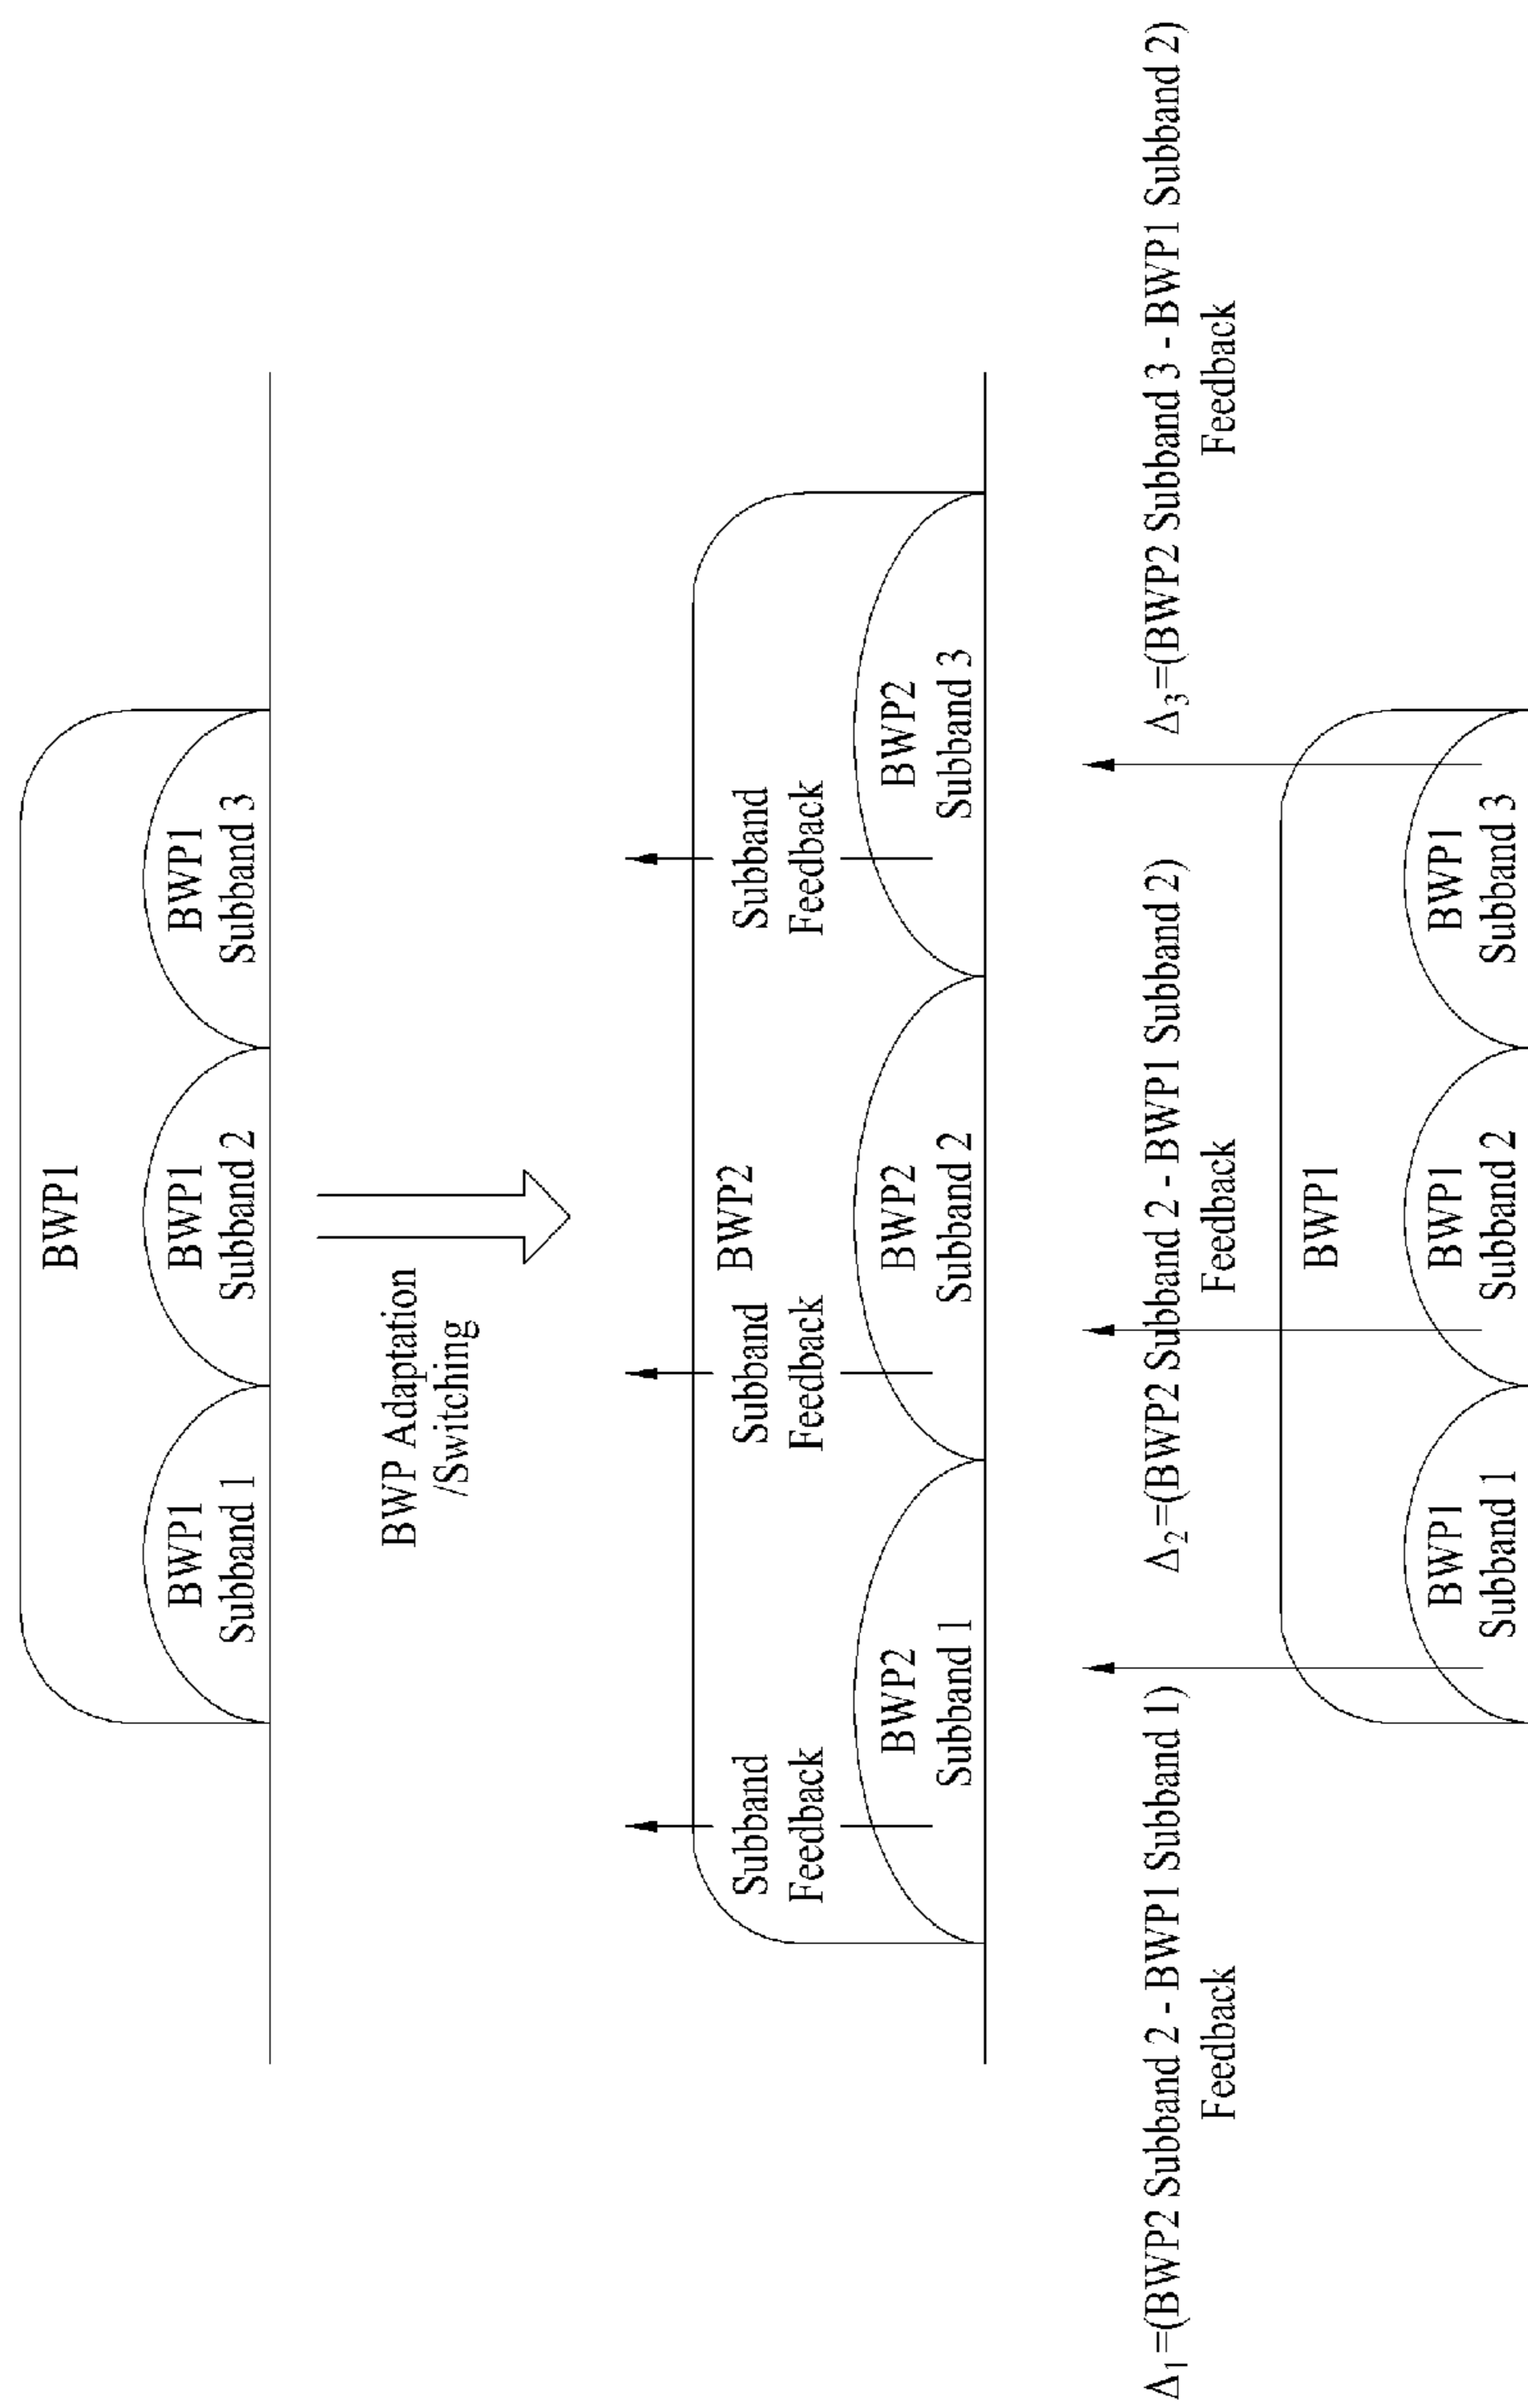 BWP1
BWP1
Subband 1
BWP1
Subband 2
BWP1
Subband 3
BWP Adaptation
/Switching
BWP2
Subband
Feedback
Subband
Feedback
Subband
Feedback
BWP2
Subband 1
BWP2
Subband 2
BWP2
Subband 3
Δ₁=(BWP2 Subband 2 - BWP1 Subband 1)
Feedback
Δ₂=(BWP2 Subband 2 - BWP1 Subband 2)
Feedback
Δ₃=(BWP2 Subband 3 - BWP1 Subband 2)
Feedback
BWP1
BWP1
Subband 1
BWP1
Subband 2
BWP1
Subband 3